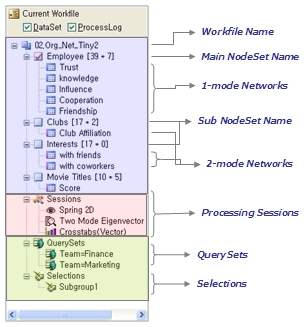 Current Workfile
DataSet ProcessLog
02,Org_Net_Tiny2
Workfile Name
Employee [39 * 7]
Main NodeSet Name
Trust
knowledge
Influence
Cooperation
Friendship
1-mode Networks
Clubs [17 * 2]
Sub NodeSet Name
Club Affiliation
Interests [17 * 0]
with friends
with coworkers
2-mode Networks
Movie Titles [10 * 5]
Score
Sessions
Spring 2D
Two Mode Eigenvector
Crosstabs(Vector)
Processing Sessions
QuerySets
Team=Finance
Team=Marketing
QuerySets
Selections
Subgroup1
Selections